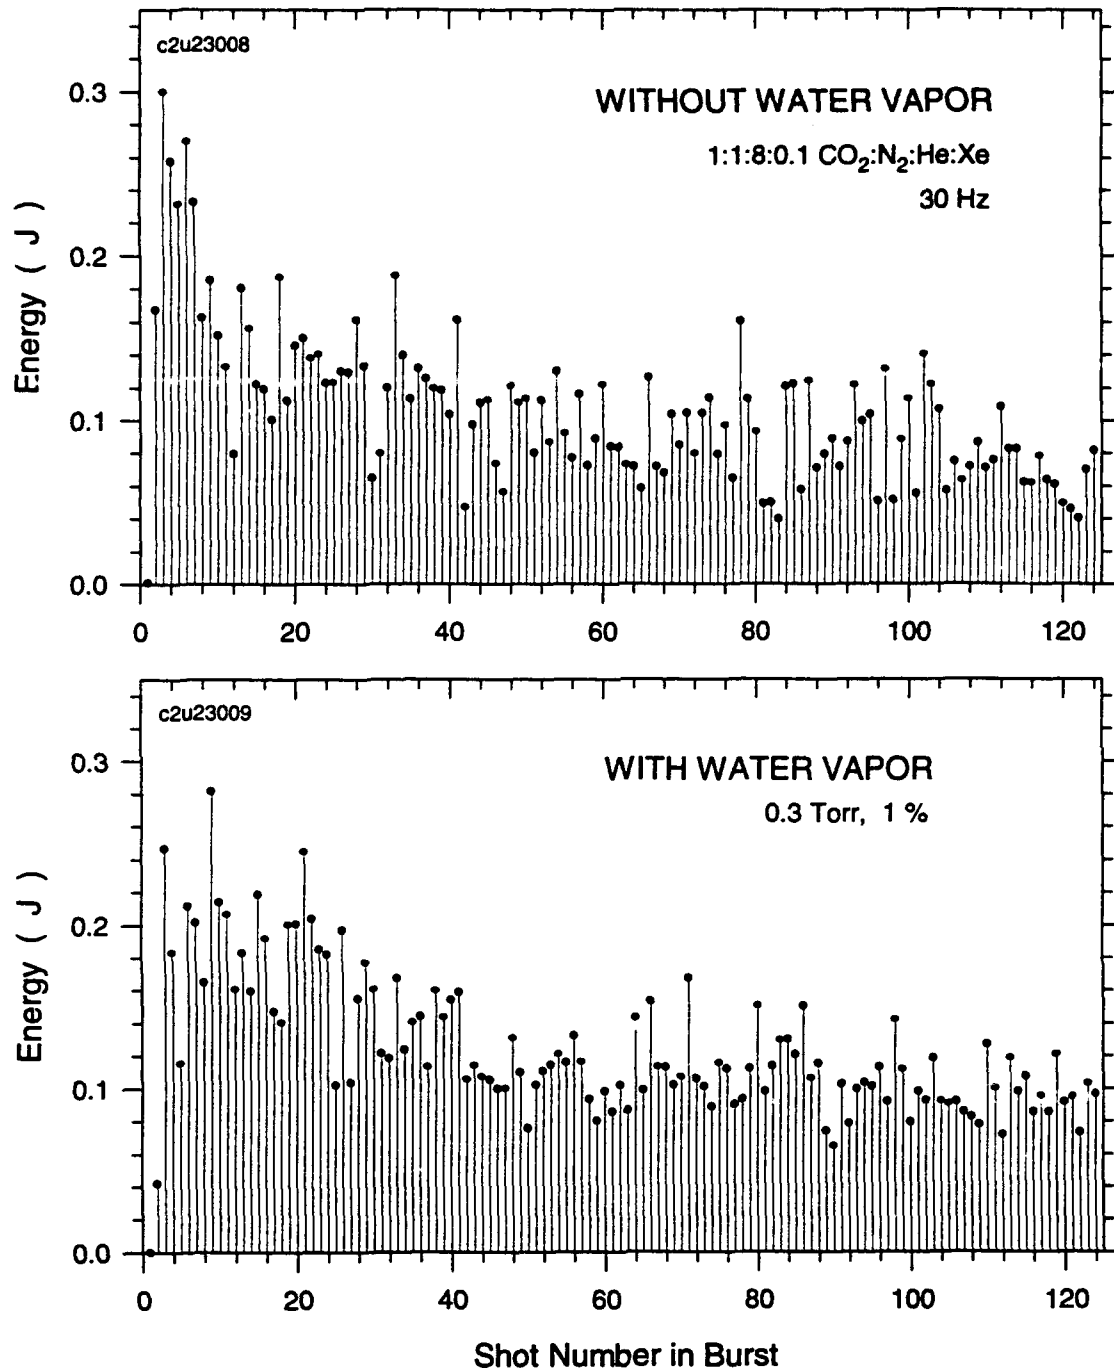 c2u23008
WITHOUT WATER VAPOR
1:1:8:0.1 CO₂:N₂:He:Xe
30 Hz
0.3
0.2
0.1
0.0
Energy ( J )
0 20 40 60 80 100 120
c2u23009
WITH WATER VAPOR
0.3 Torr, 1 %
0.3
0.2
0.1
0.0
Energy ( J )
0 20 40 60 80 100 120
Shot Number in Burst